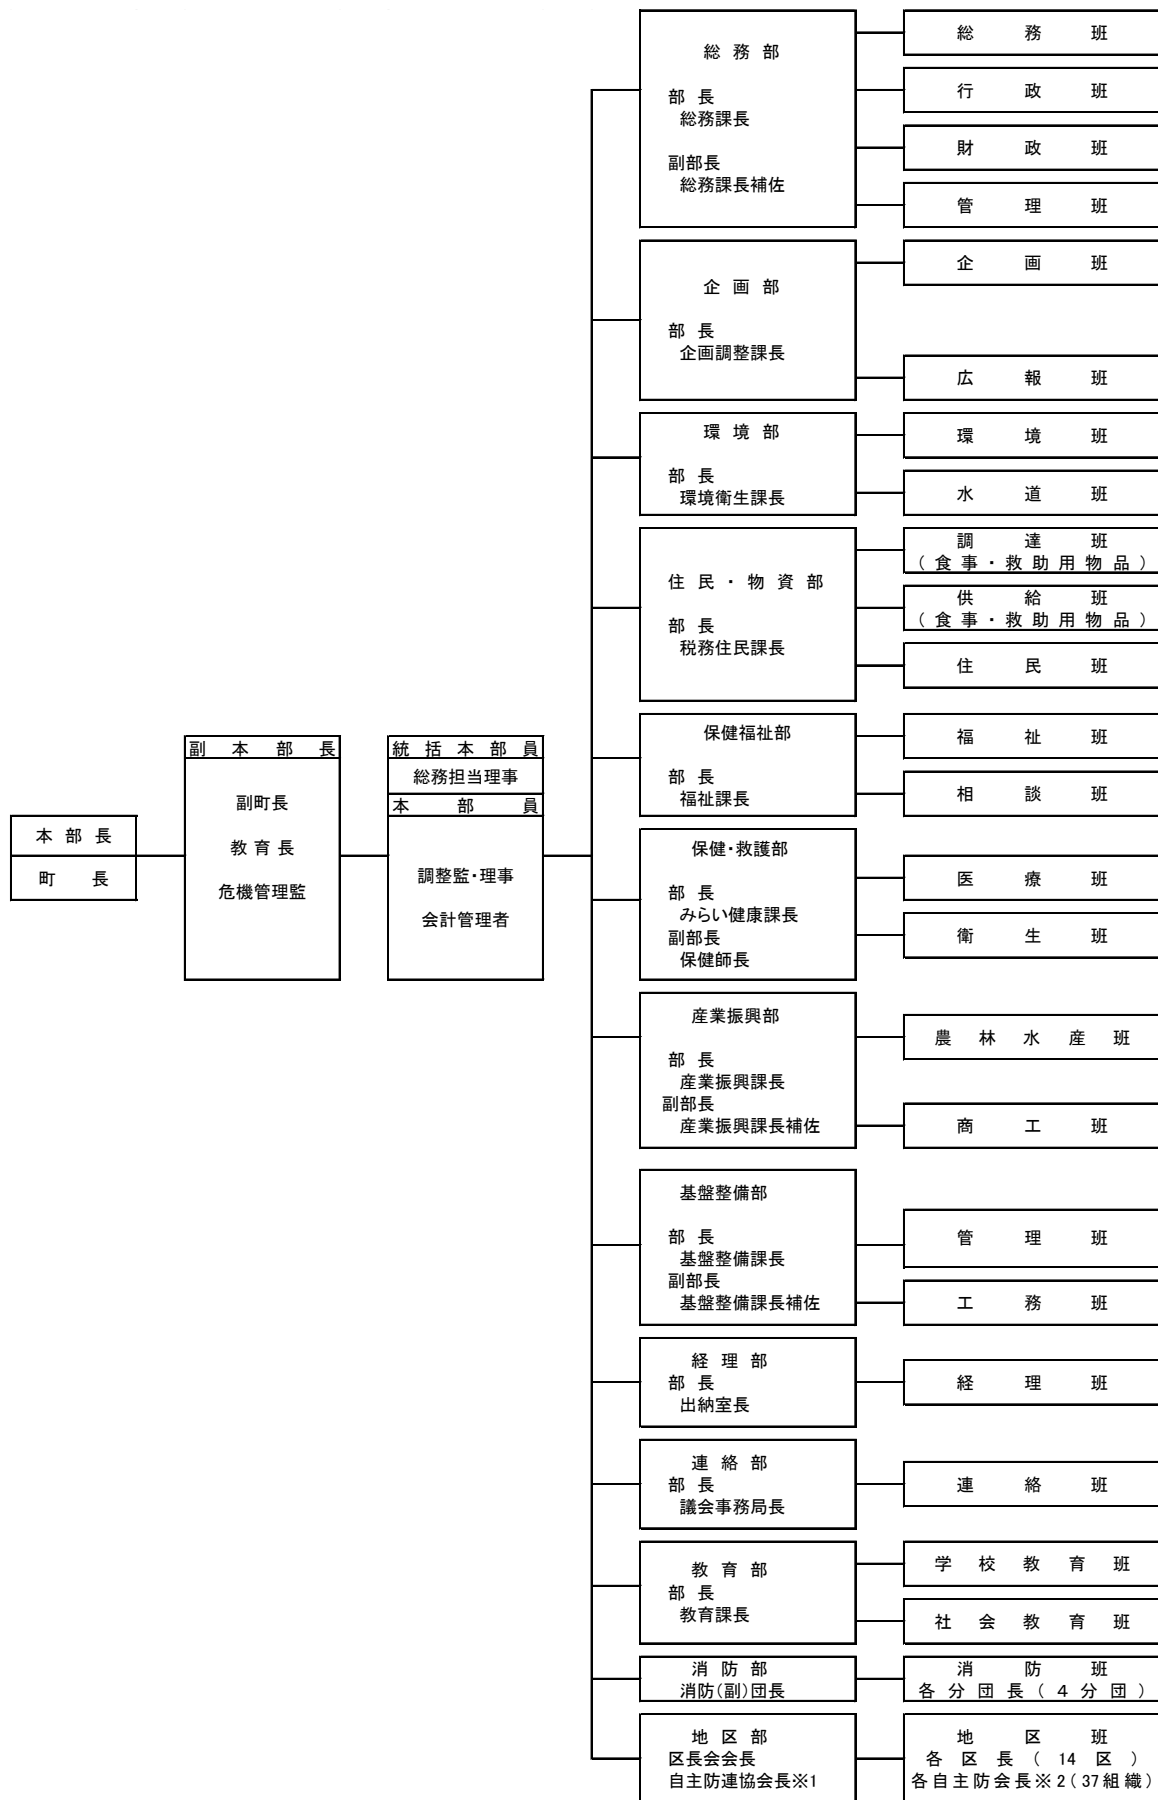 本部長
町長
副本部長
副町長
教育長
危機管理監
統括本部員
総務担当理事
本部員
調整監・理事
会計管理者
総務部
部長
総務課長
副部長
総務課長補佐
総務班
行政班
財政班
管理班
企画部
部長
企画調整課長
企画班
広報班
環境部
部長
環境衛生課長
環境班
水道班
住民・物資部
部長
税務住民課長
調達班
(食事・救助用物品)
供給班
(食事・救助用物品)
住民班
保健福祉部
部長
福祉課長
福祉班
相談班
保健・救護部
部長
みらい健康課長
副部長
保健師長
医療班
衛生班
産業振興部
部長
産業振興課長
副部長
産業振興課長補佐
農林水産班
商工班
基盤整備部
部長
基盤整備課長
副部長
基盤整備課長補佐
管理班
工務班
経理部
部長
出納室長
経理班
連絡部
部長
議会事務局長
連絡班
教育部
部長
教育課長
学校教育班
社会教育班
消防部
消防(副)団長
消防班
各分団長(4分団)
地区部
区長会会長
自主防連協会長※1
地区班
各区長(14区)
各自主防会長※2(37組織)